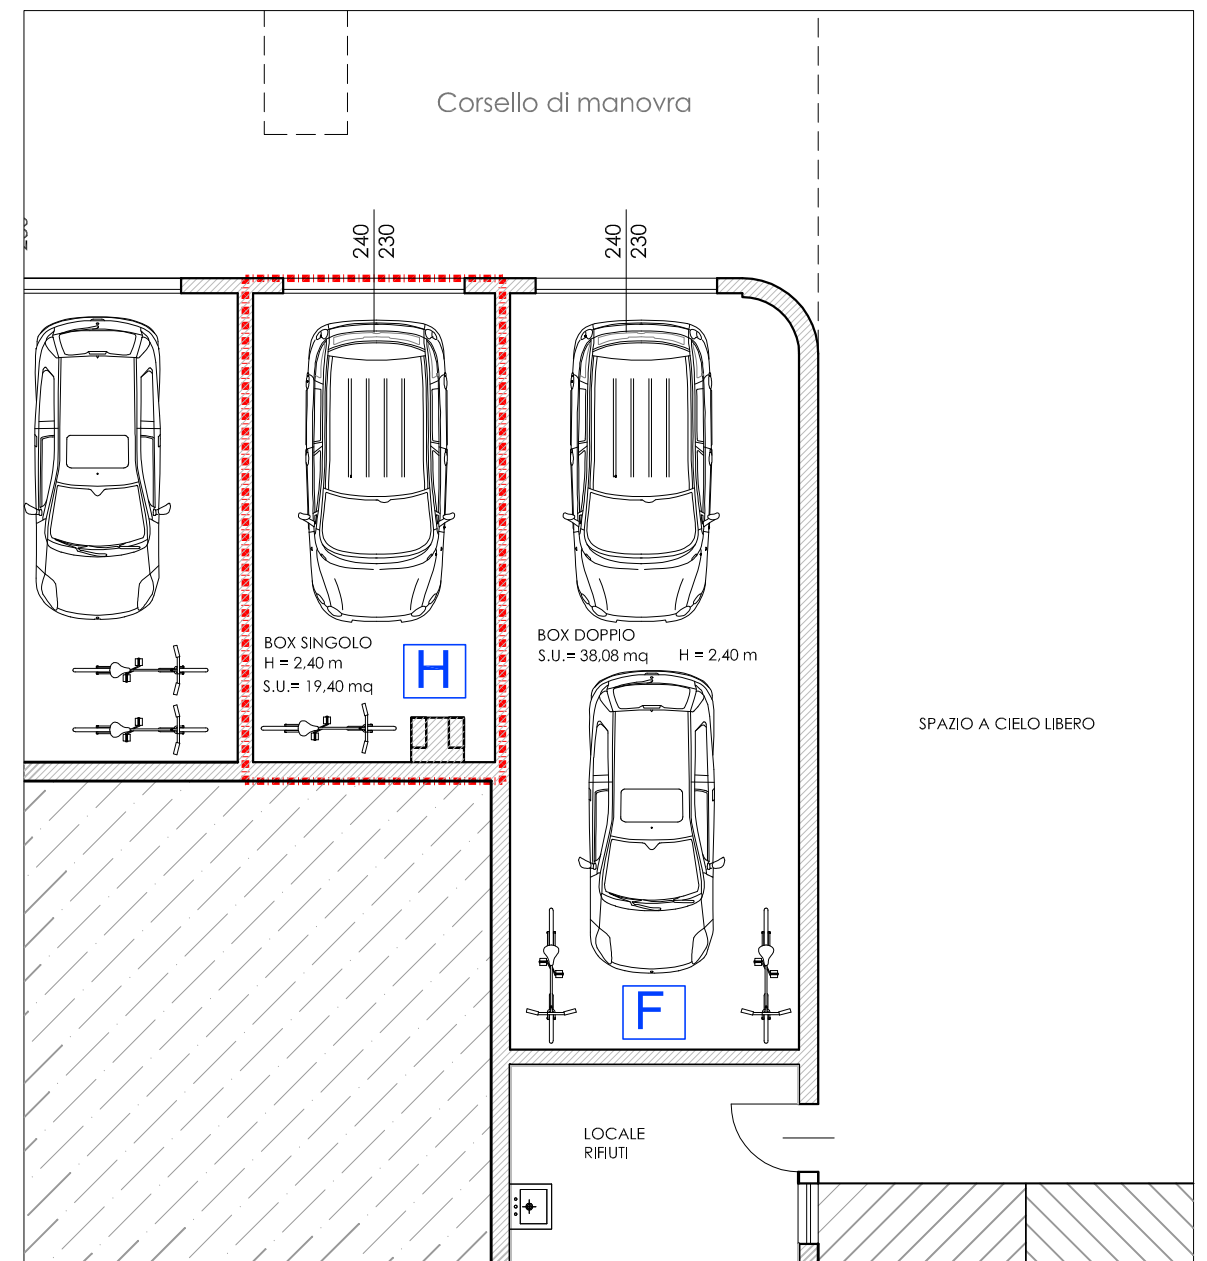 Corsello di manovra
240
230
240
230
BOX SINGOLO
H = 2,40 m
S.U.= 19,40 mq
H
BOX DOPPIO
S.U.= 38,08 mq H = 2,40 m
SPAZIO A CIELO LIBERO
F
LOCALE
RIFIUTI